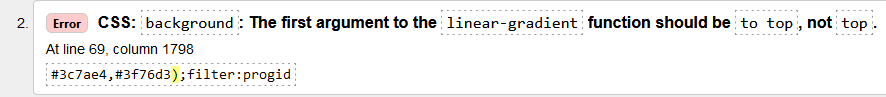 2. Error CSS: background: The first argument to the linear-gradient function should be to top, not top.
At line 69, column 1798
#3c7ae4,#3f76d3);filter:progid